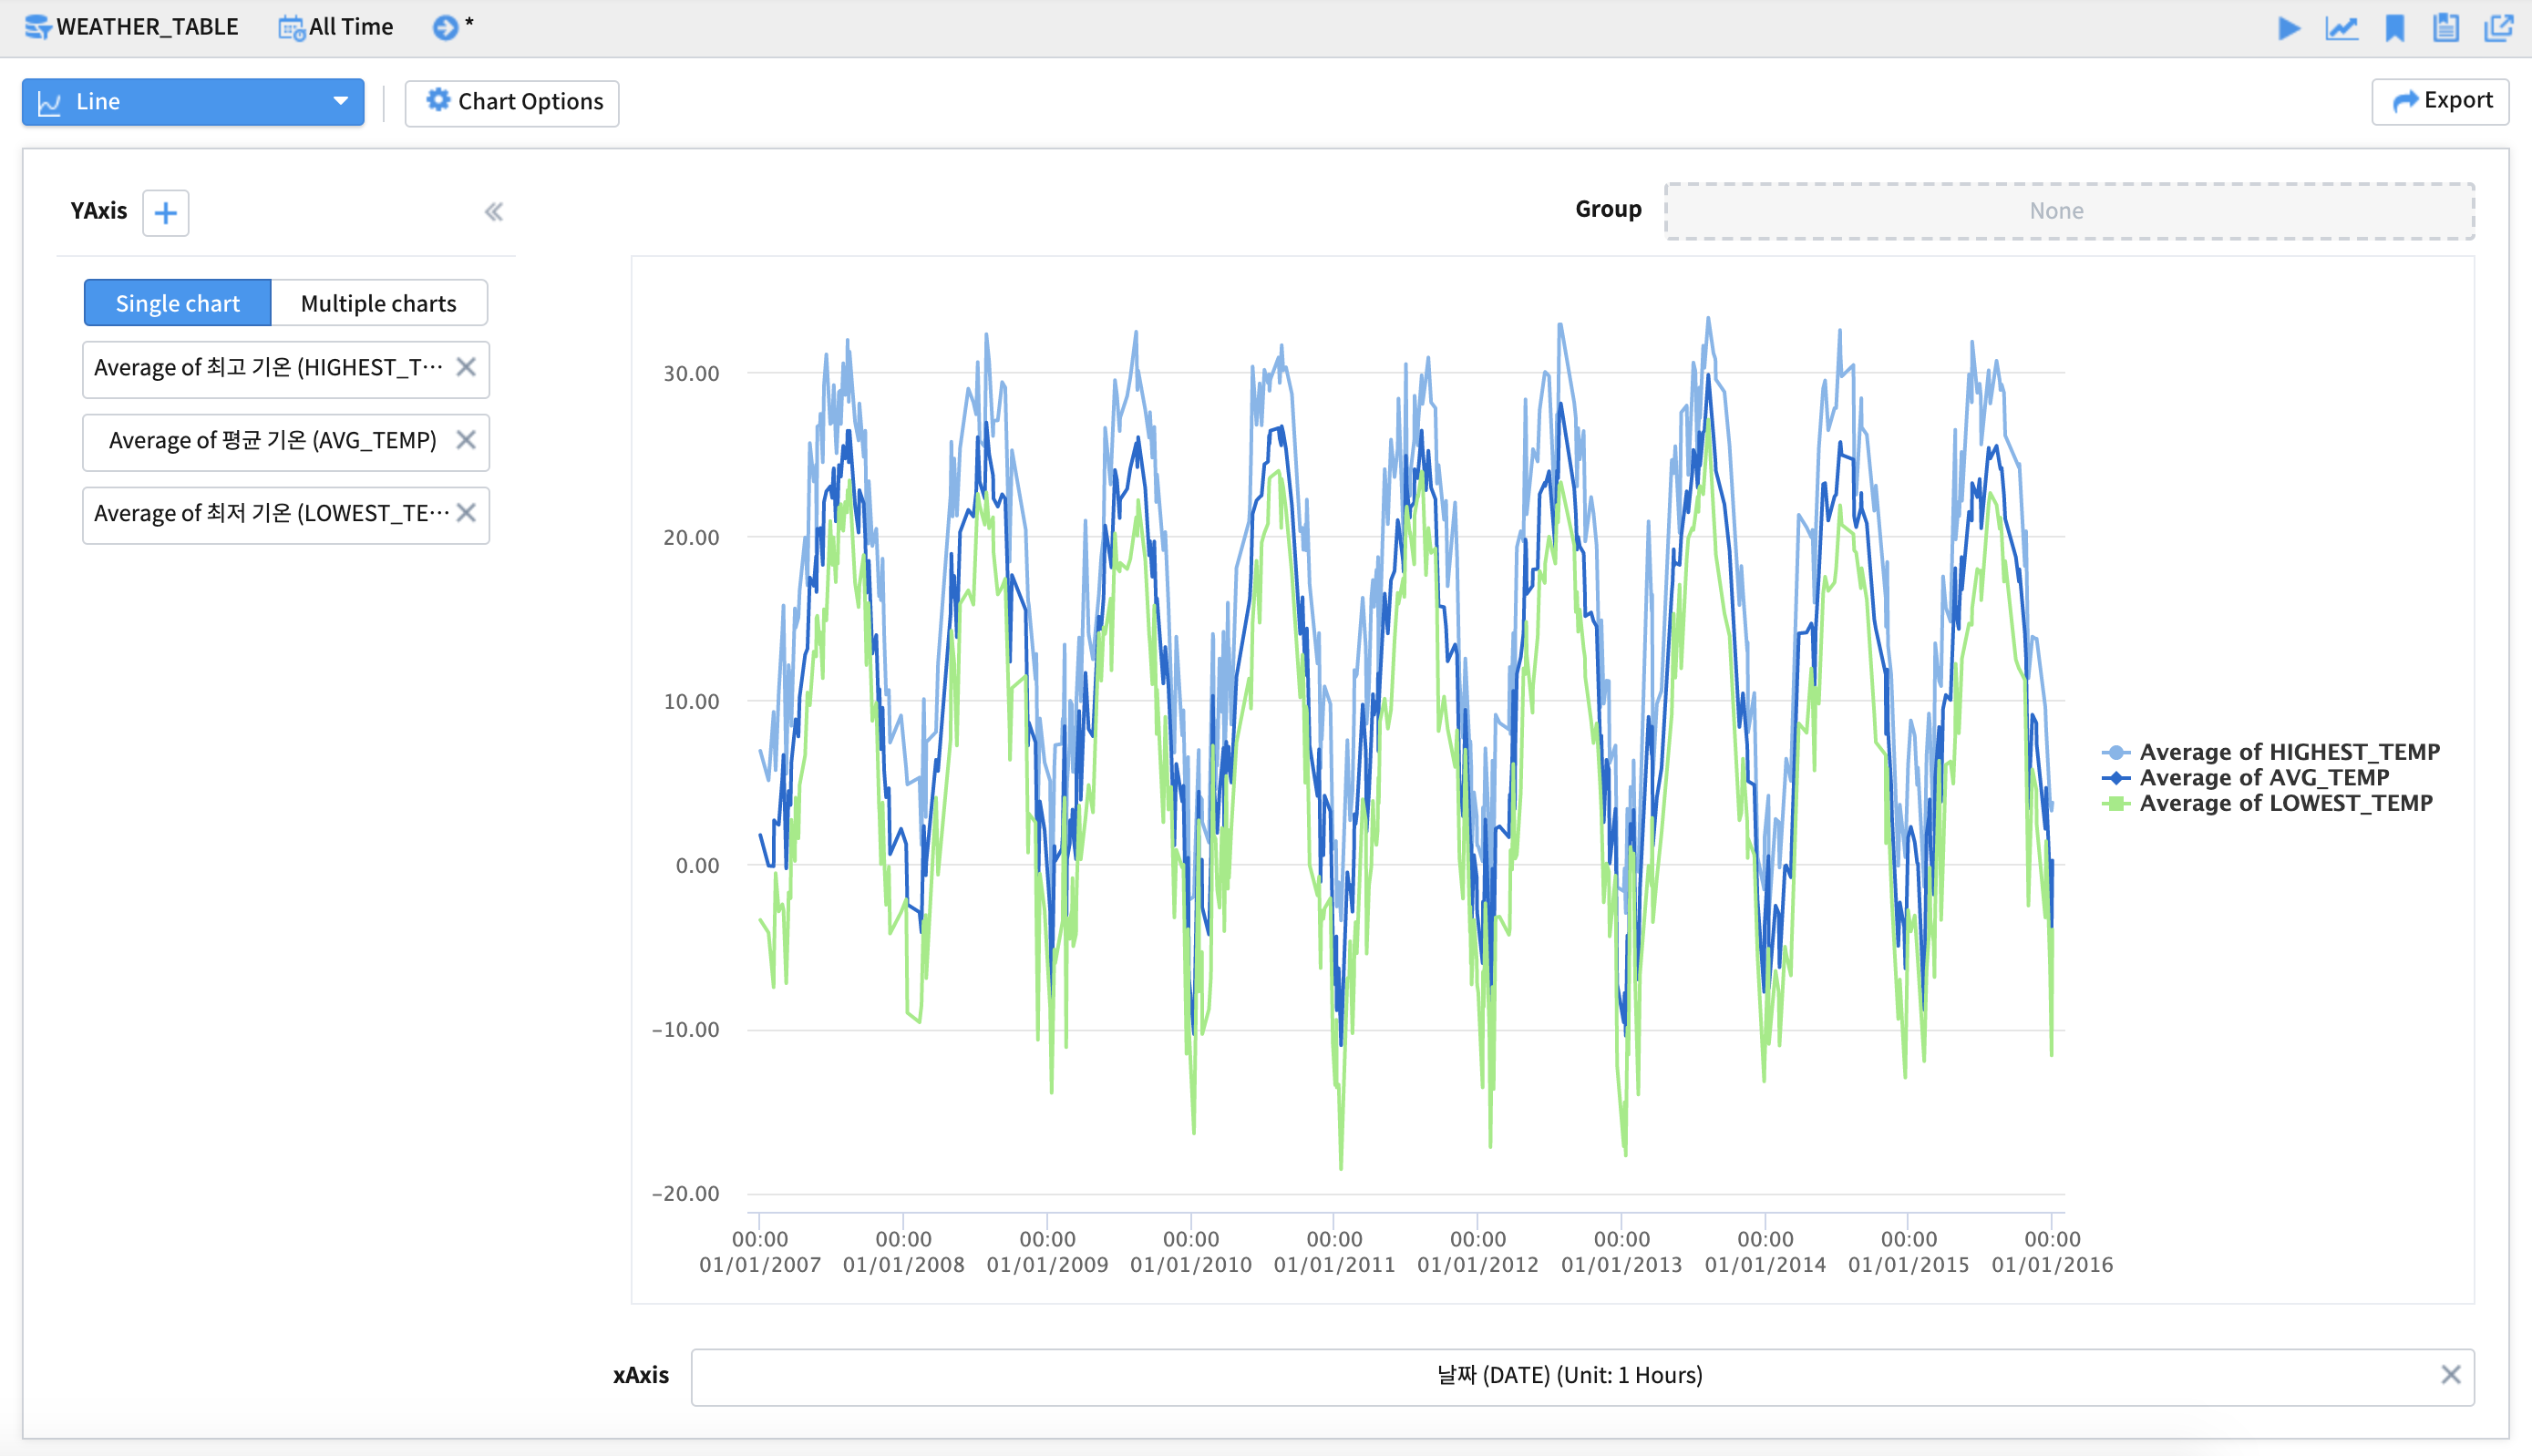 WEATHER_TABLE All Time *
Line Chart Options Export
YAxis Group None
Single chart Multiple charts
Average of 최고 기온 (HIGHEST_T…
Average of 평균 기온 (AVG_TEMP)
Average of 최저 기온 (LOWEST_TE…
30.00
20.00
10.00
0.00
−10.00
−20.00
00:00 00:00 00:00 00:00 00:00 00:00 00:00 00:00 00:00 00:00
01/01/2007 01/01/2008 01/01/2009 01/01/2010 01/01/2011 01/01/2012 01/01/2013 01/01/2014 01/01/2015 01/01/2016
Average of HIGHEST_TEMP
Average of AVG_TEMP
Average of LOWEST_TEMP
xAxis 날짜 (DATE) (Unit: 1 Hours)